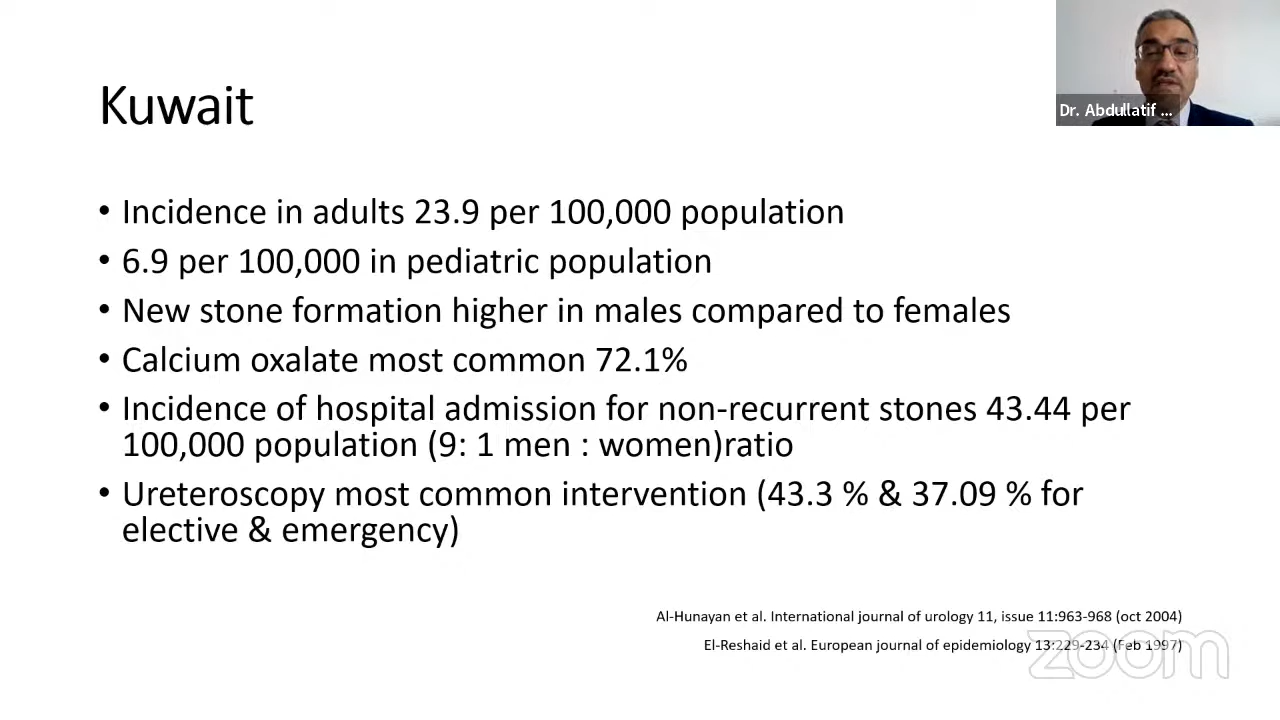 Kuwait
Dr. Abdullatif ...
• Incidence in adults 23.9 per 100,000 population
• 6.9 per 100,000 in pediatric population
• New stone formation higher in males compared to females
• Calcium oxalate most common 72.1%
• Incidence of hospital admission for non-recurrent stones 43.44 per
100,000 population (9: 1 men : women)ratio
• Ureteroscopy most common intervention (43.3 % & 37.09 % for
elective & emergency)
Al-Hunayan et al. International journal of urology 11, issue 11:963-968 (oct 2004)
El-Reshaid et al. European journal of epidemiology 13:229-234 (Feb 1997)
zoom